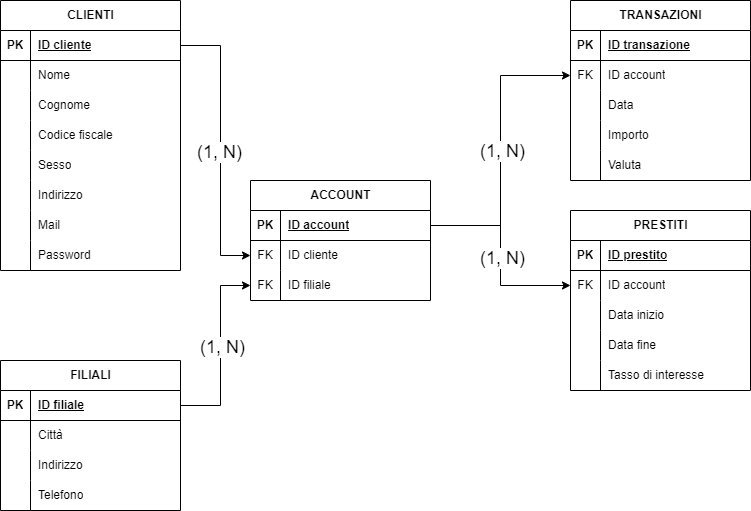 CLIENTI
PK ID cliente
Nome
Cognome
Codice fiscale
Sesso
Indirizzo
Mail
Password
(1, N)
FILIALI
PK ID filiale
Città
Indirizzo
Telefono
(1, N)
ACCOUNT
PK ID account
FK ID cliente
FK ID filiale
(1, N)
(1, N)
TRANSAZIONI
PK ID transazione
FK ID account
Data
Importo
Valuta
PRESTITI
PK ID prestito
FK ID account
Data inizio
Data fine
Tasso di interesse